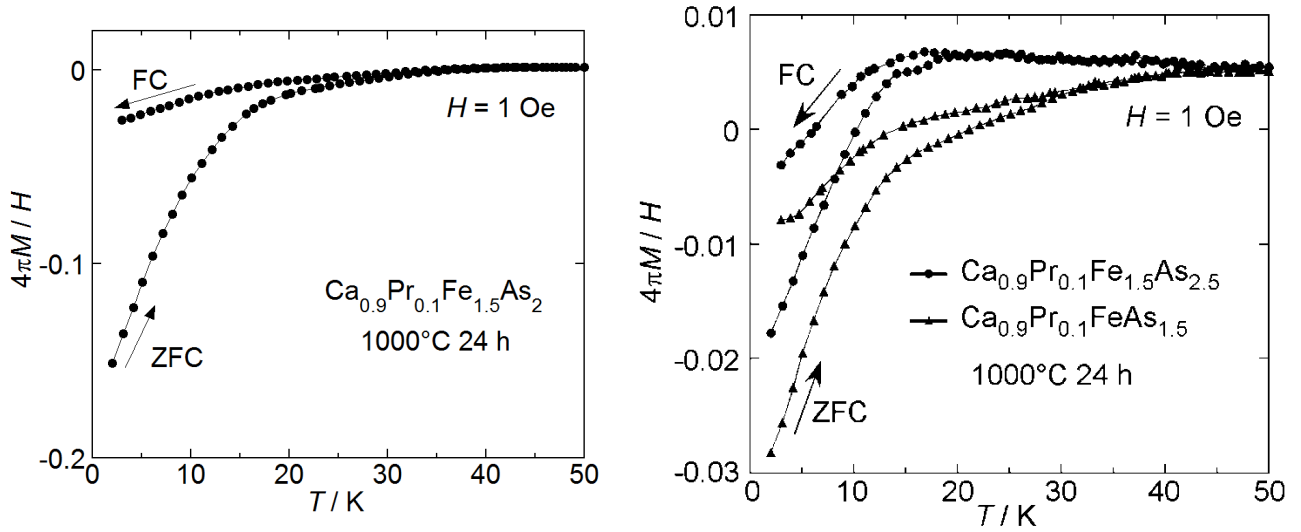 0
-0.1
-0.2
4πM / H
FC
H = 1 Oe
Ca0.9Pr0.1Fe1.5As2
1000°C 24 h
ZFC
0 10 20 30 40 50
T / K
0.01
0
-0.01
-0.02
-0.03
4πM / H
FC
H = 1 Oe
Ca0.9Pr0.1Fe1.5As2.5
Ca0.9Pr0.1FeAs1.5
1000°C 24 h
ZFC
0 10 20 30 40 50
T / K